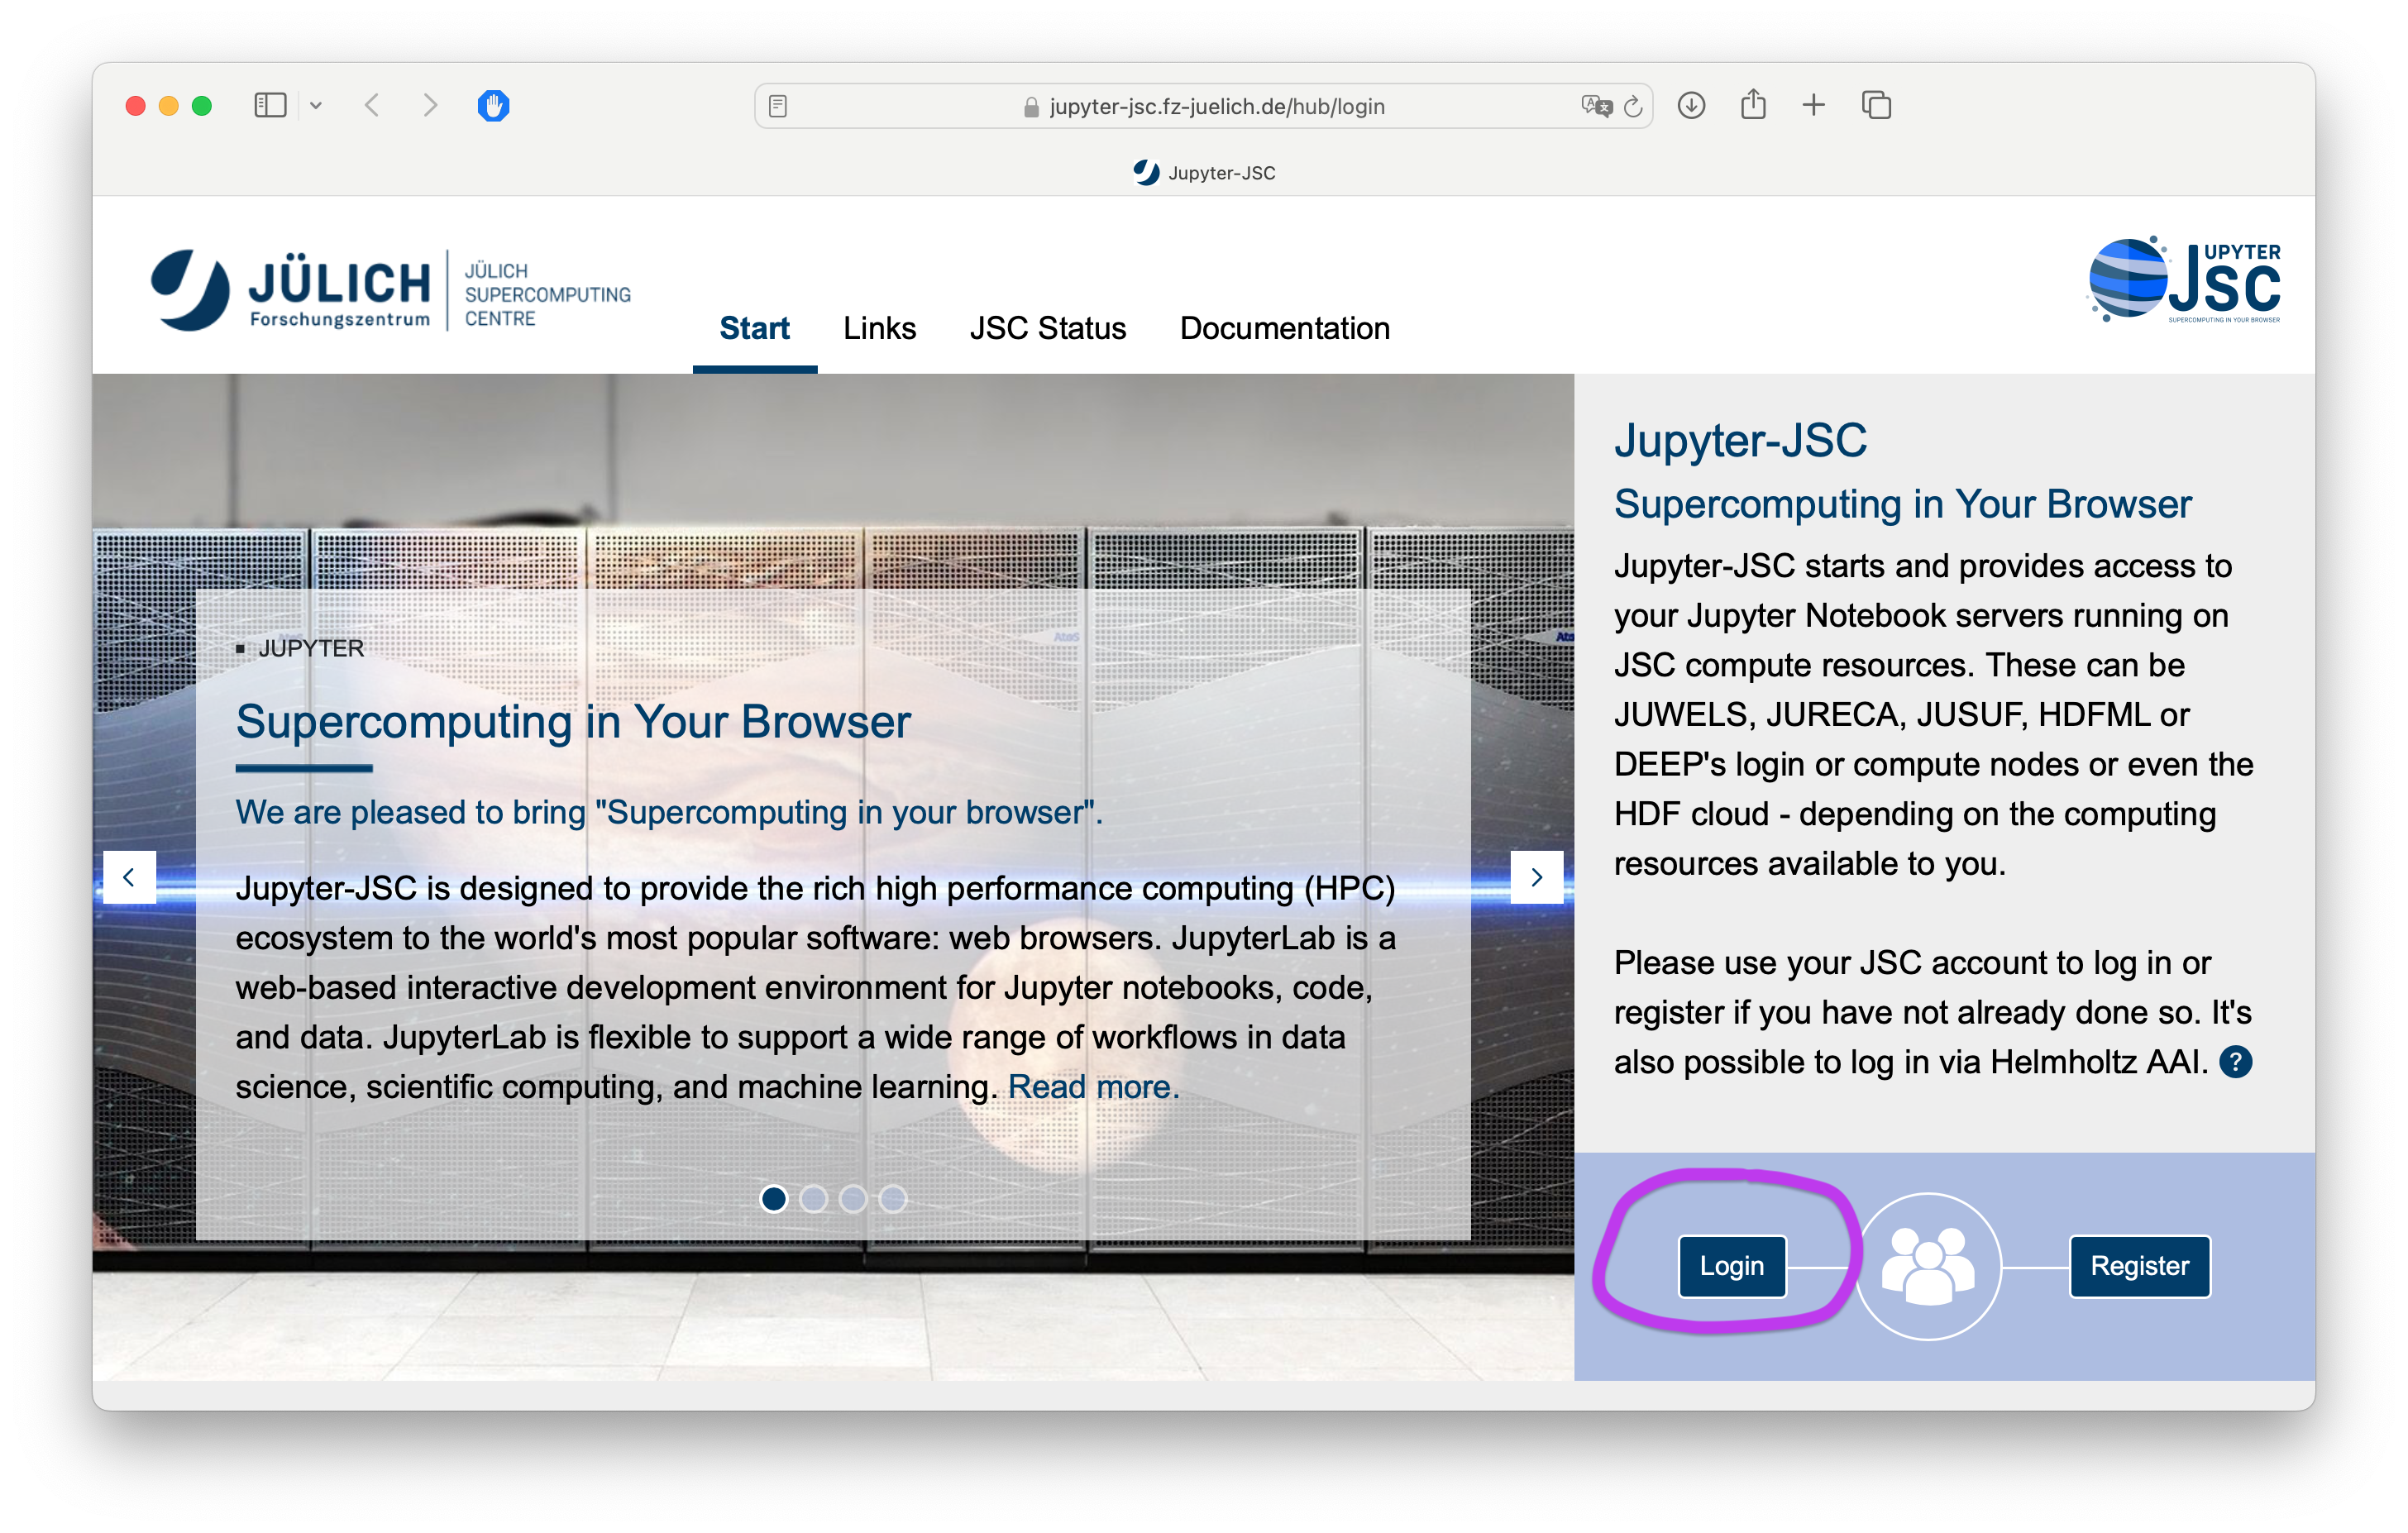 jupyter-jsc.fz-juelich.de/hub/login
Jupyter-JSC
JÜLICH
Forschungszentrum
JÜLICH
SUPERCOMPUTING
CENTRE
Start
Links
JSC Status
Documentation
JUPYTER
JSC
SUPERCOMPUTING IN YOUR BROWSER
Atos
Atos
Atos
JUPYTER
Supercomputing in Your Browser
We are pleased to bring "Supercomputing in your browser".
Jupyter-JSC is designed to provide the rich high performance computing (HPC)
ecosystem to the world's most popular software: web browsers. JupyterLab is a
web-based interactive development environment for Jupyter notebooks, code,
and data. JupyterLab is flexible to support a wide range of workflows in data
science, scientific computing, and machine learning. Read more.
Jupyter-JSC
Supercomputing in Your Browser
Jupyter-JSC starts and provides access to
your Jupyter Notebook servers running on
JSC compute resources. These can be
JUWELS, JURECA, JUSUF, HDFML or
DEEP's login or compute nodes or even the
HDF cloud - depending on the computing
resources available to you.
Please use your JSC account to log in or
register if you have not already done so. It's
also possible to log in via Helmholtz AAI. ?
Login
Register